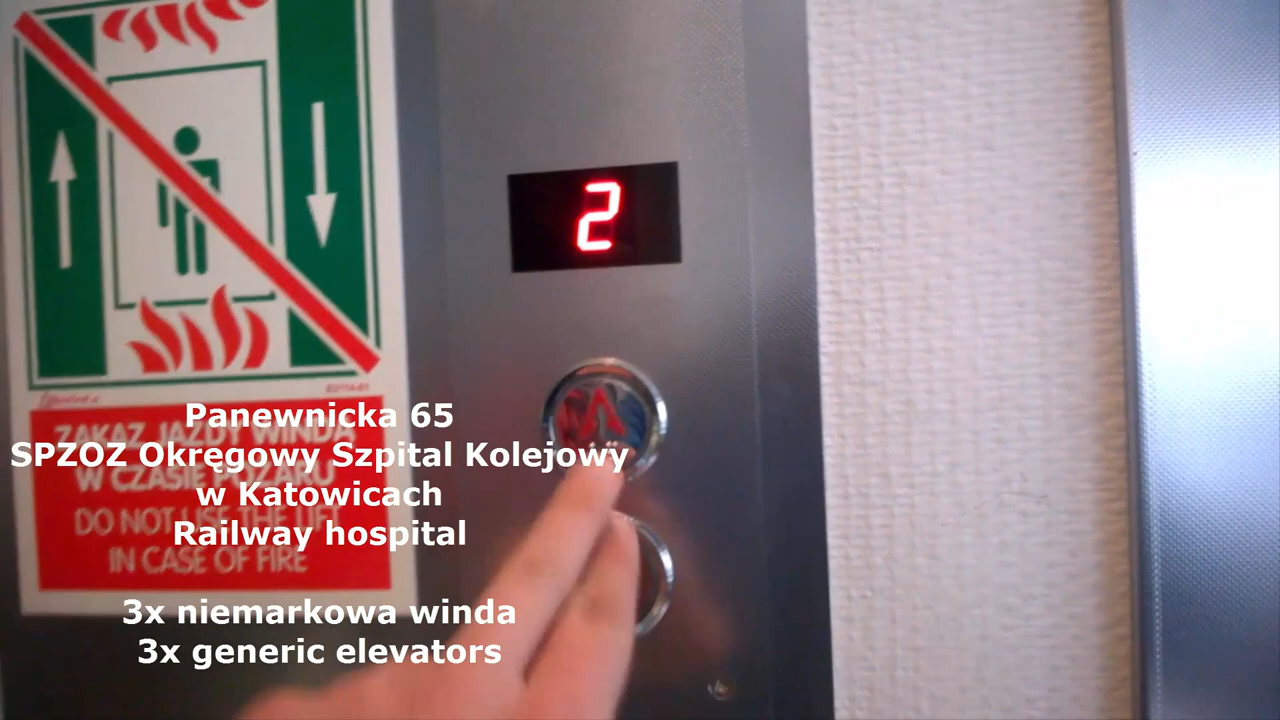 2
ZAKAZ JAZDY WINDĄ
W CZASIE POŻARU
DO NOT USE THE LIFT
IN CASE OF FIRE
Panewnicka 65
SPZOZ Okręgowy Szpital Kolejowy
w Katowicach
Railway hospital
3x niemarkowa winda
3x generic elevators